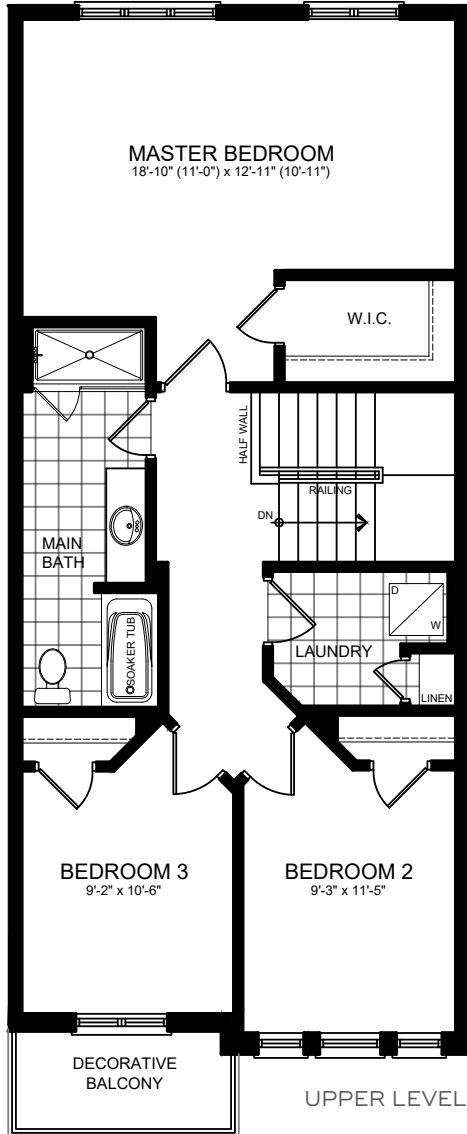 MASTER BEDROOM
18'-10" (11'-0") x 12'-11" (10'-11")
W.I.C.
HALF WALL
RAILING
DN
MAIN
BATH
SOAKER TUB
D
W
LAUNDRY
LINEN
BEDROOM 3
9'-2" x 10'-6"
BEDROOM 2
9'-3" x 11'-5"
DECORATIVE
BALCONY
UPPER LEVEL